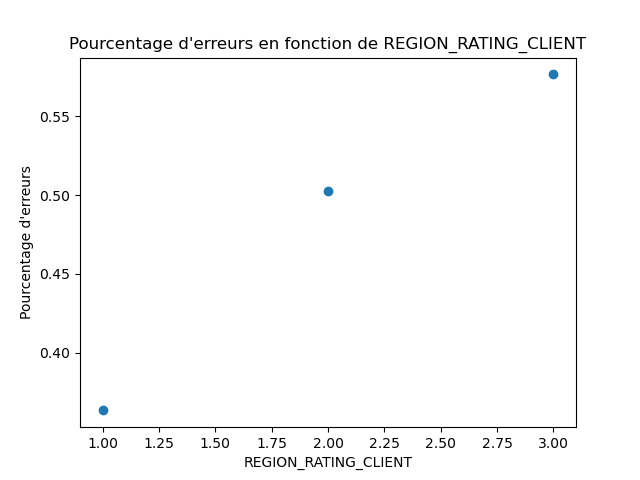 Pourcentage d'erreurs en fonction de REGION_RATING_CLIENT
Pourcentage d'erreurs
0.55
0.50
0.45
0.40
1.00 1.25 1.50 1.75 2.00 2.25 2.50 2.75 3.00
REGION_RATING_CLIENT